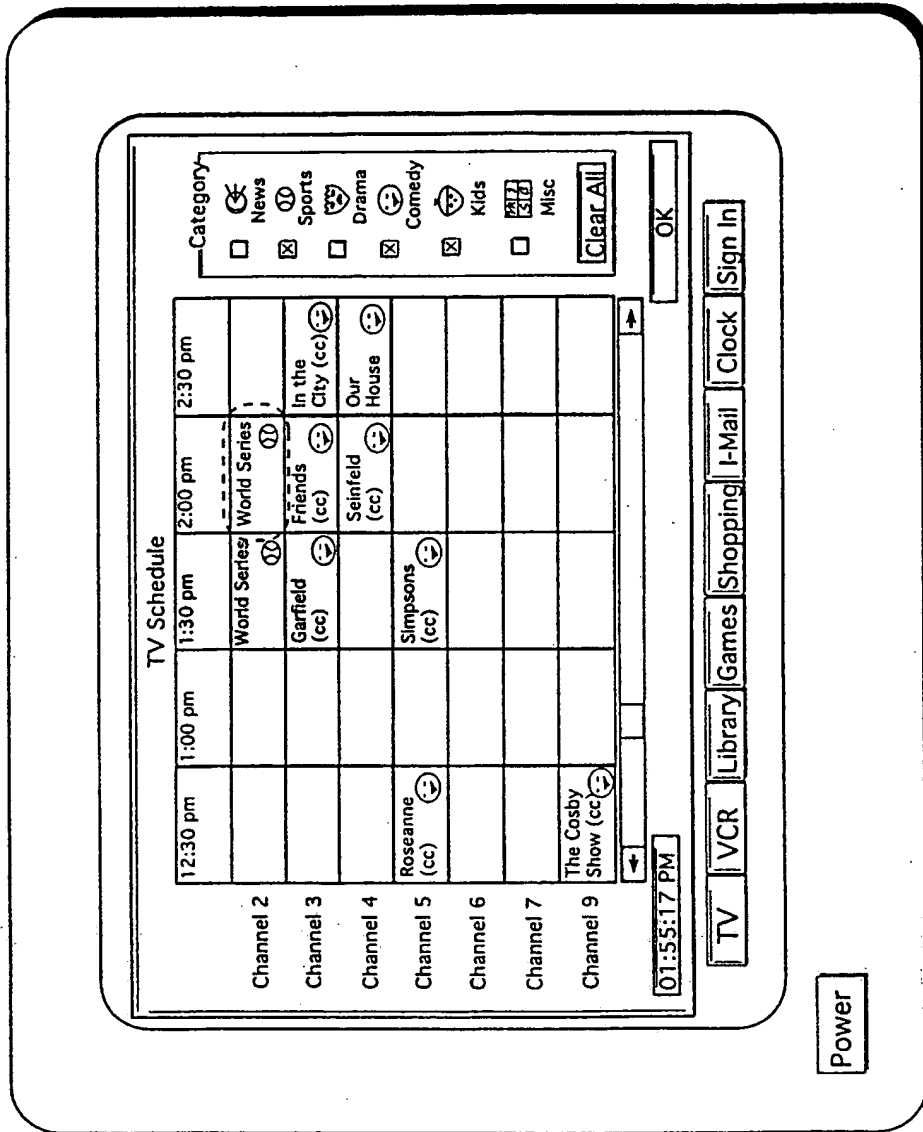 TV Schedule
12:30 pm 1:00 pm 1:30 pm 2:00 pm 2:30 pm
Channel 2 World Series World Series
Channel 3 Garfield (cc) Friends (cc) In the City (cc)
Channel 4 Seinfeld (cc) Our House
Channel 5 Roseanne (cc) Simpsons (cc)
Channel 6
Channel 7
Channel 9 The Cosby Show (cc)
Category
News
Sports
Drama
Comedy
Kids
Misc
Clear All
01:55:17 PM
OK
TV VCR Library Games Shopping I-Mail Clock Sign In
Power